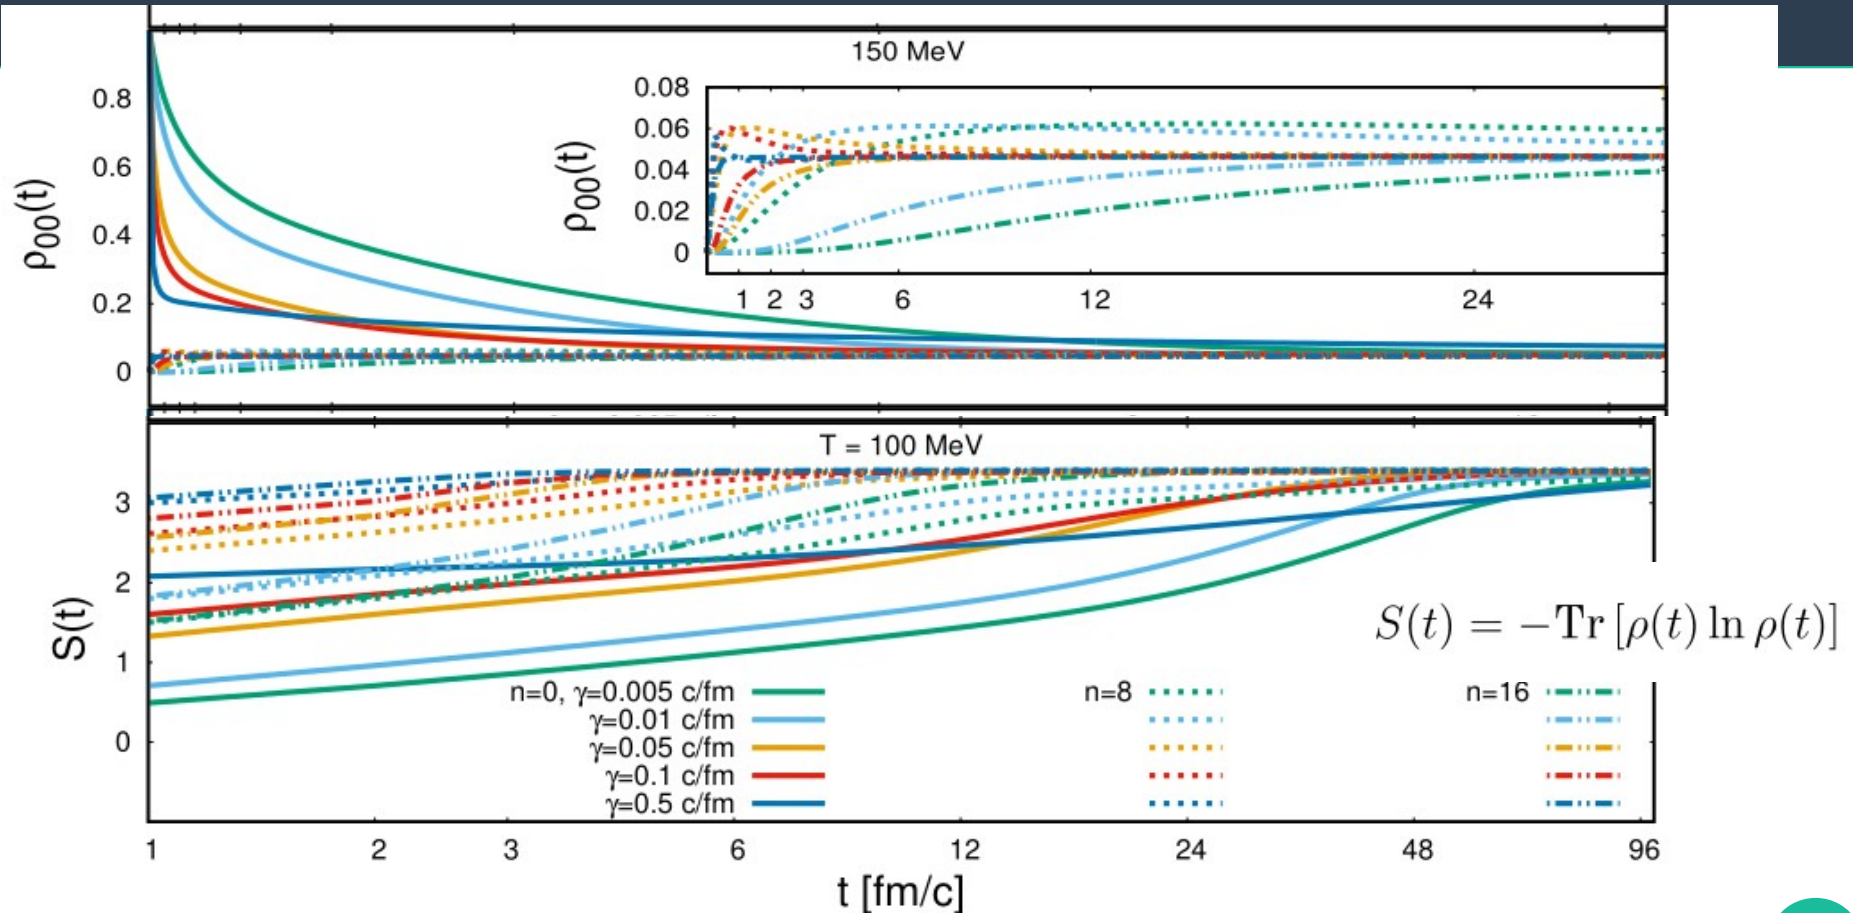 150 MeV
ρ00(t)
0.8
0.6
0.4
0.2
0
ρ00(t)
0.08
0.06
0.04
0.02
0
1 2 3 6 12 24
T = 100 MeV
S(t)
3
2
1
0
S(t) = −Tr [ρ(t) ln ρ(t)]
n=0, γ=0.005 c/fm n=8 n=16
γ=0.01 c/fm
γ=0.05 c/fm
γ=0.1 c/fm
γ=0.5 c/fm
1 2 3 6 12 24 48 96
t [fm/c]